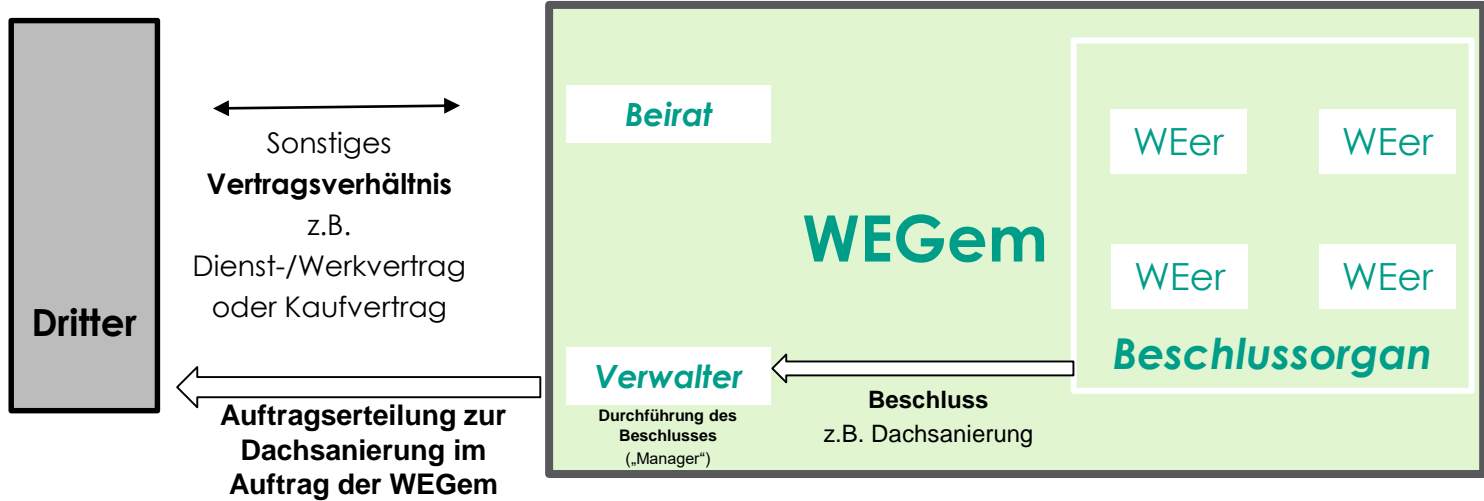 Dritter
Sonstiges
Vertragsverhältnis
z.B.
Dienst-/Werkvertrag
oder Kaufvertrag
Auftragserteilung zur
Dachsanierung im
Auftrag der WEGem
Beirat
Verwalter
Durchführung des
Beschlusses
(„Manager“)
WEGem
Beschluss
z.B. Dachsanierung
WEer
WEer
WEer
WEer
Beschlussorgan